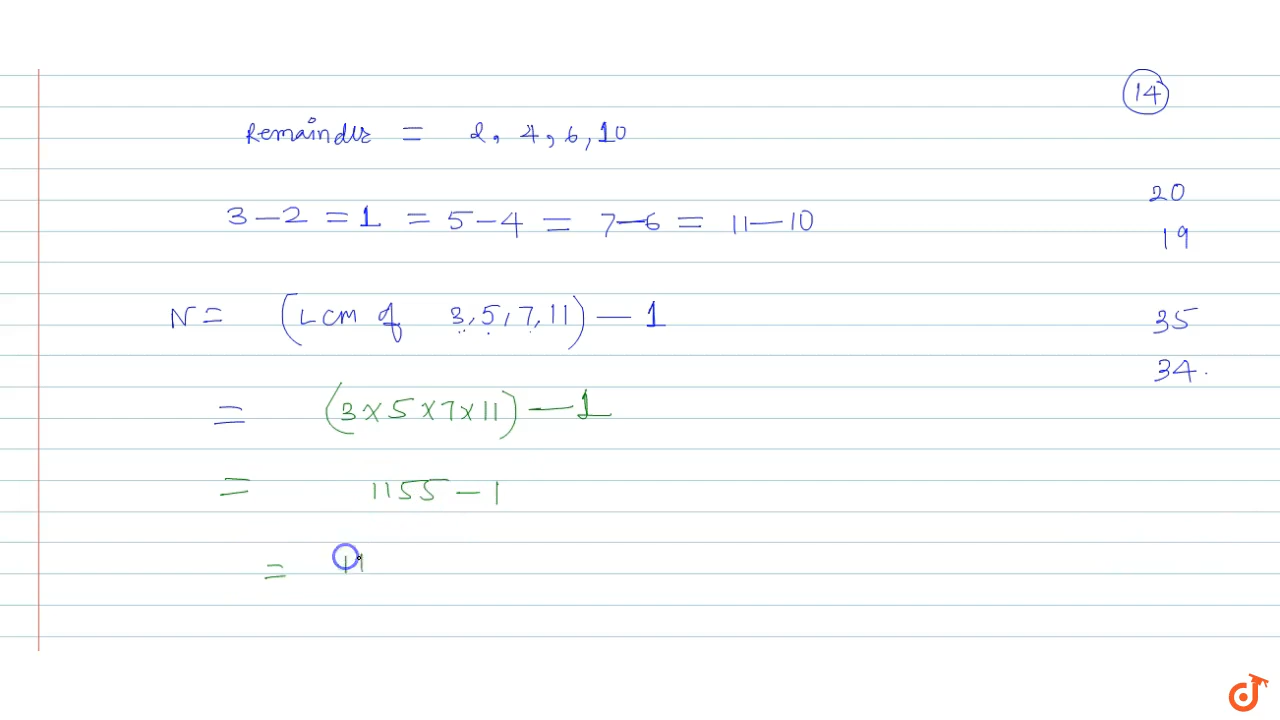 14
Remainder = 2, 4, 6, 10
20
3 - 2 = 1 = 5 - 4 = 7 - 6 = 11 - 10
19
N = (LCM of 3, 5, 7, 11) - 1
35
34.
= (3 × 5 × 7 × 11) - 1
= 1155 - 1
= 11